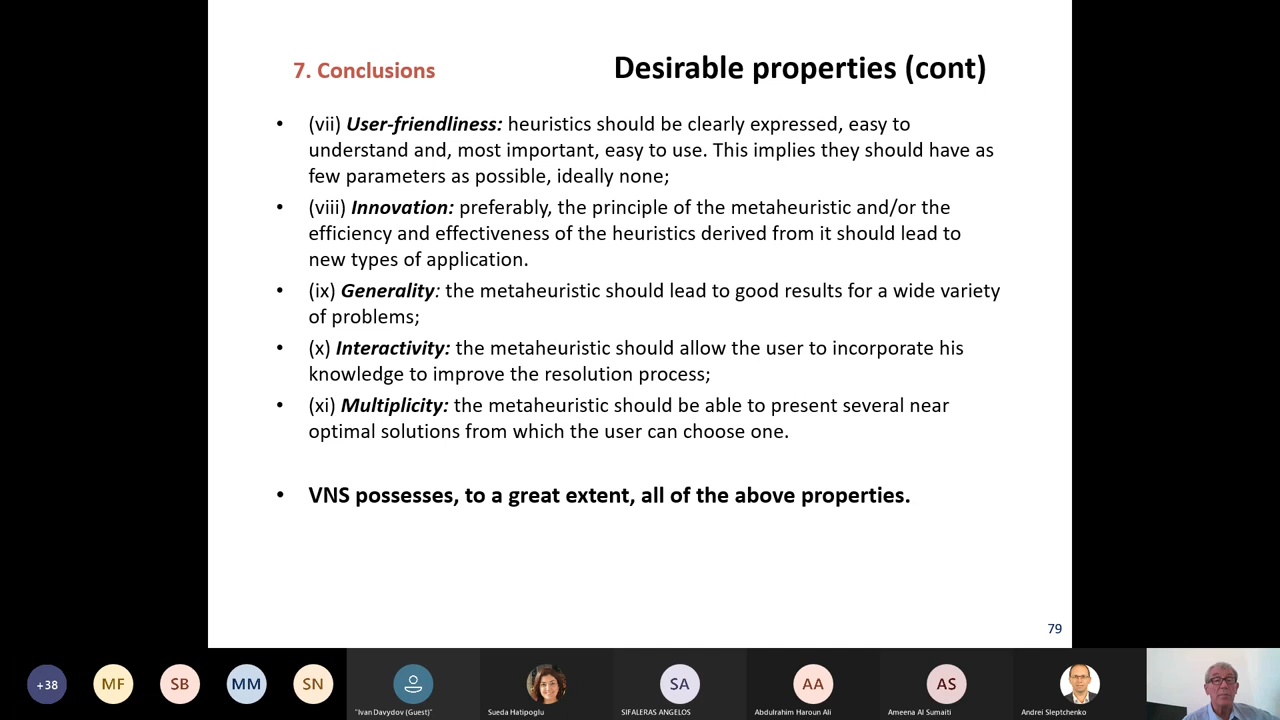 7. Conclusions
Desirable properties (cont)
• (vii) User-friendliness: heuristics should be clearly expressed, easy to
understand and, most important, easy to use. This implies they should have as
few parameters as possible, ideally none;
• (viii) Innovation: preferably, the principle of the metaheuristic and/or the
efficiency and effectiveness of the heuristics derived from it should lead to
new types of application.
• (ix) Generality: the metaheuristic should lead to good results for a wide variety
of problems;
• (x) Interactivity: the metaheuristic should allow the user to incorporate his
knowledge to improve the resolution process;
• (xi) Multiplicity: the metaheuristic should be able to present several near
optimal solutions from which the user can choose one.
• VNS possesses, to a great extent, all of the above properties.
79
+38
MF
SB
MM
SN
SA
AA
AS
"Ivan Davydov (Guest)"
Sueda Hatipoglu
SIFALERAS ANGELOS
Abdulrahim Haroun Ali
Ameena Al Sumaiti
Andrei Sleptchenko